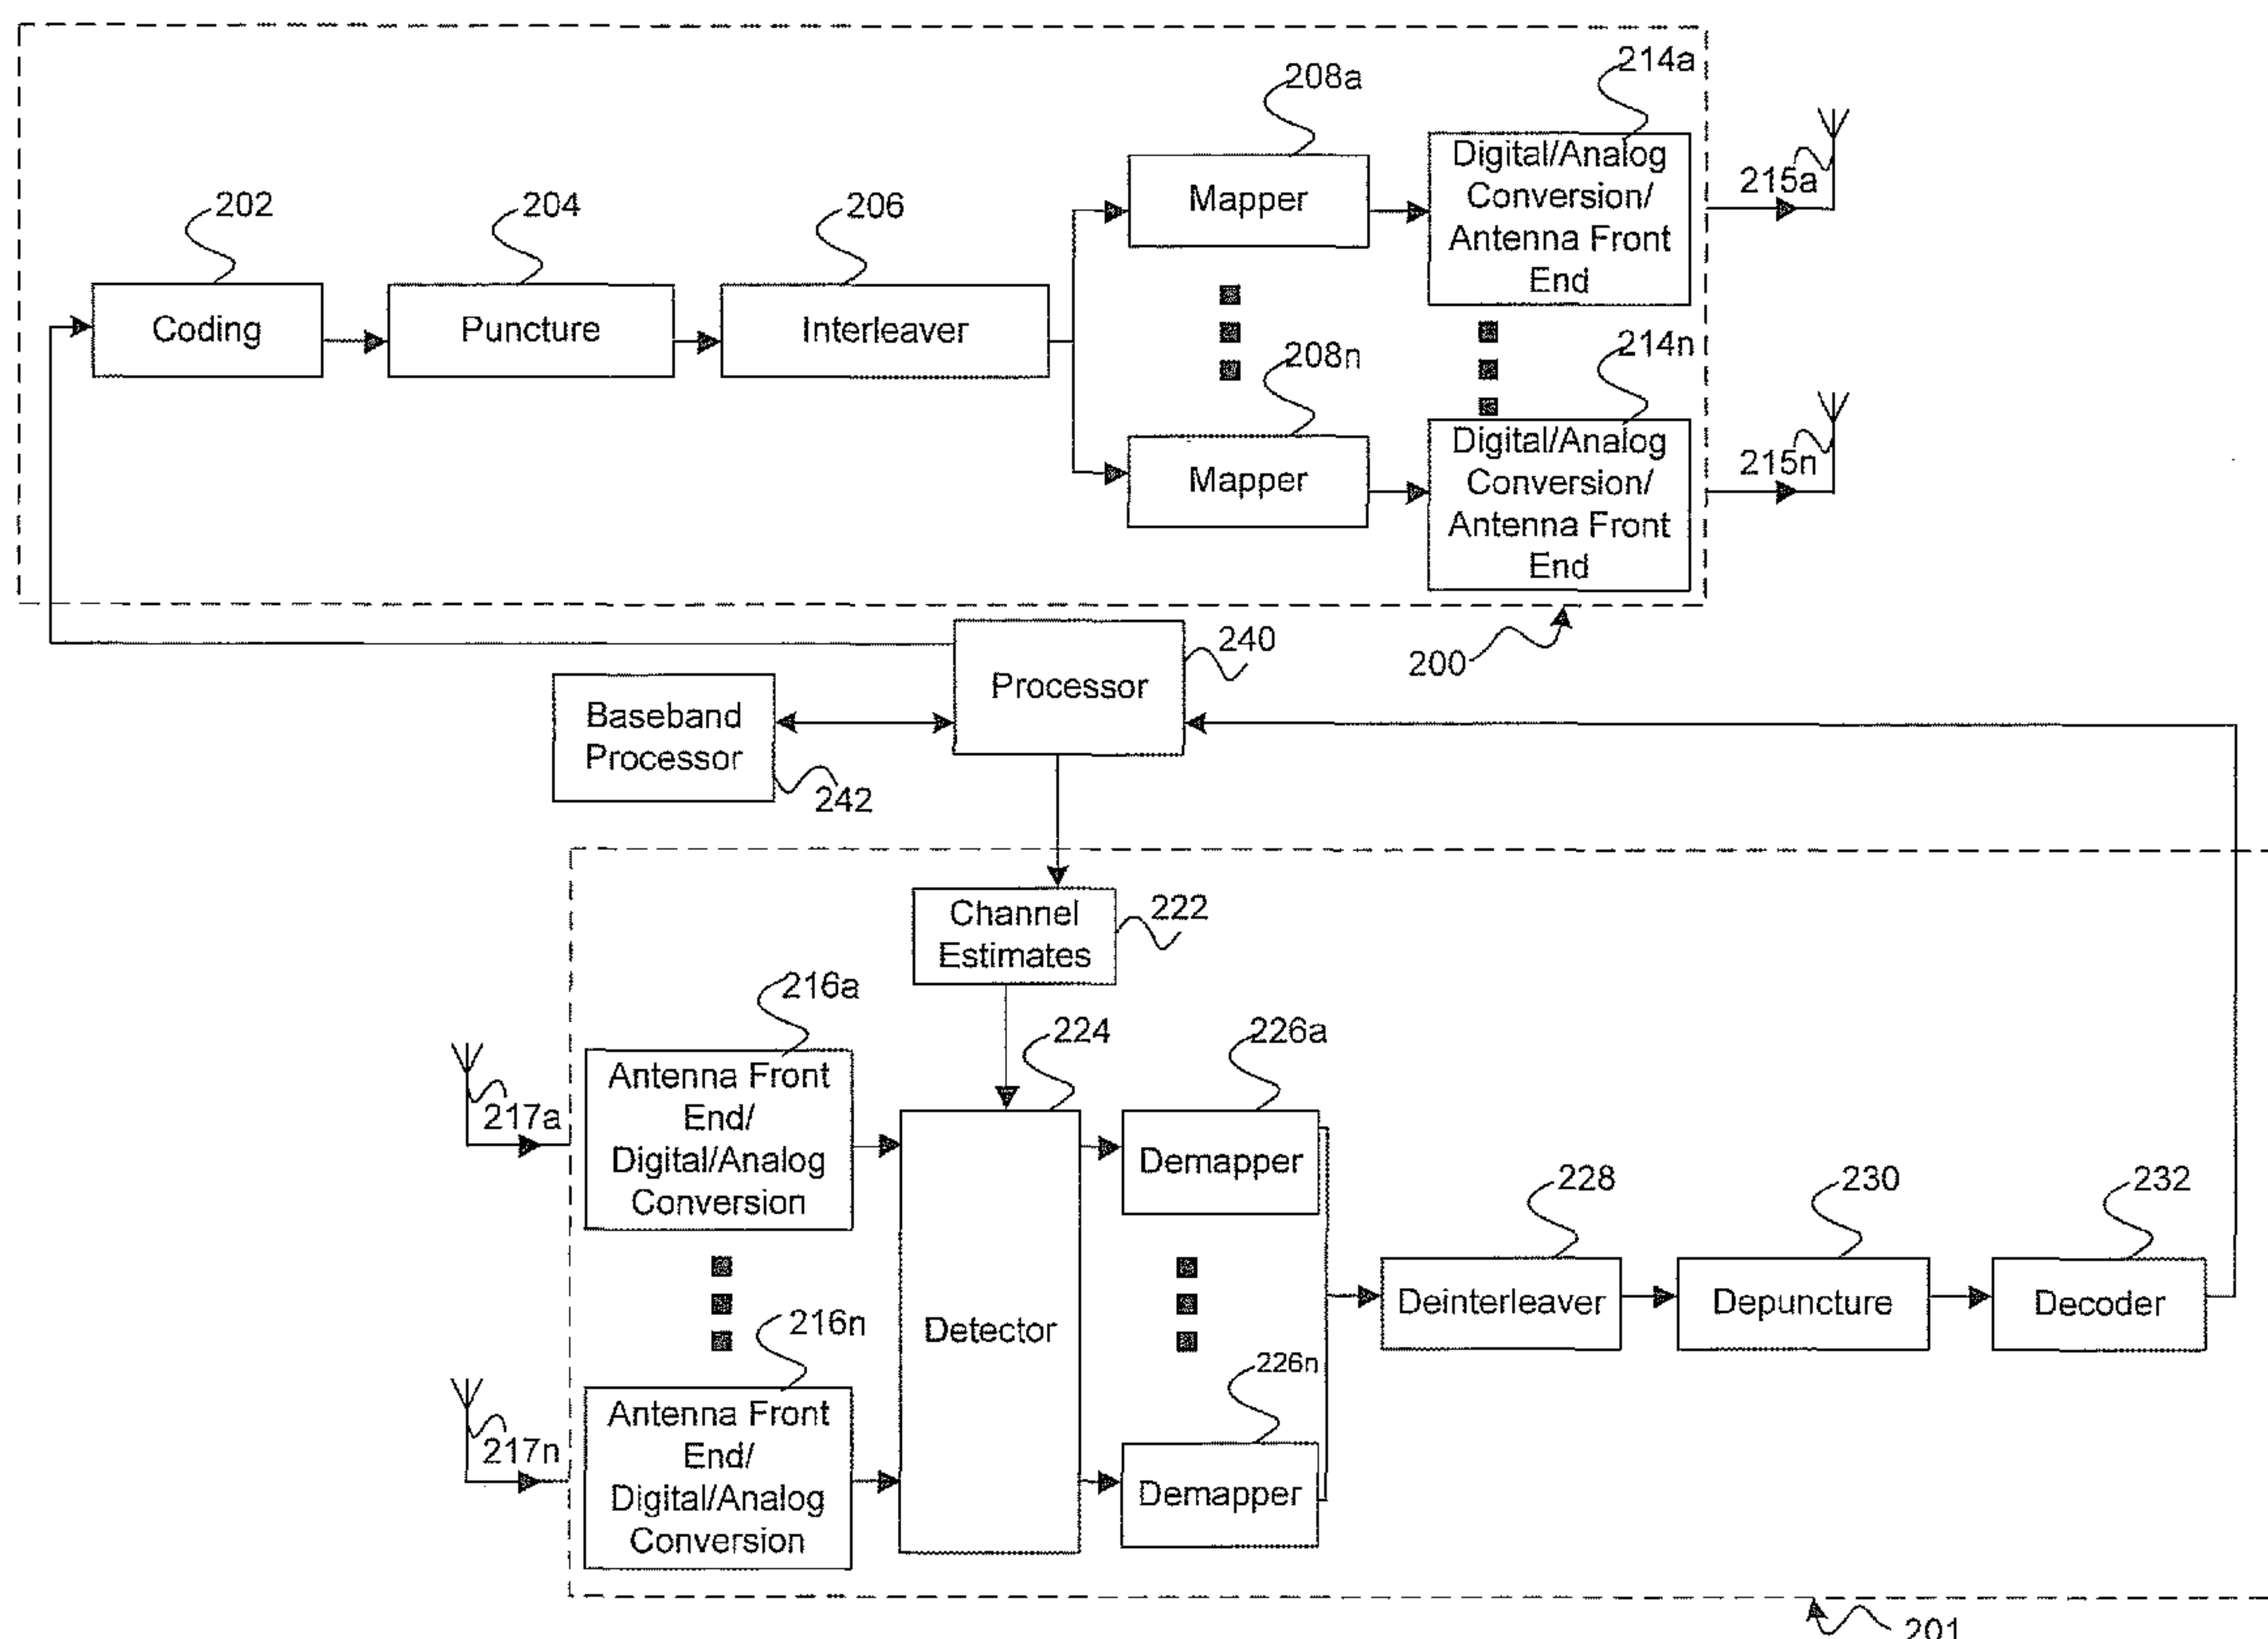 208a
214a
Digital/Analog
Conversion/
Antenna Front
End
215a
Mapper
202
204
206
Coding
Puncture
Interleaver
208n
214n
Digital/Analog
Conversion/
Antenna Front
End
215n
Mapper
240
200
Processor
Baseband
Processor
242
Channel
Estimates
222
216a
224
226a
Antenna Front
End/
Digital/Analog
Conversion
217a
Demapper
228
230
232
Deinterleaver
Depuncture
Decoder
Detector
216n
226n
Antenna Front
End/
Digital/Analog
Conversion
217n
Demapper
201